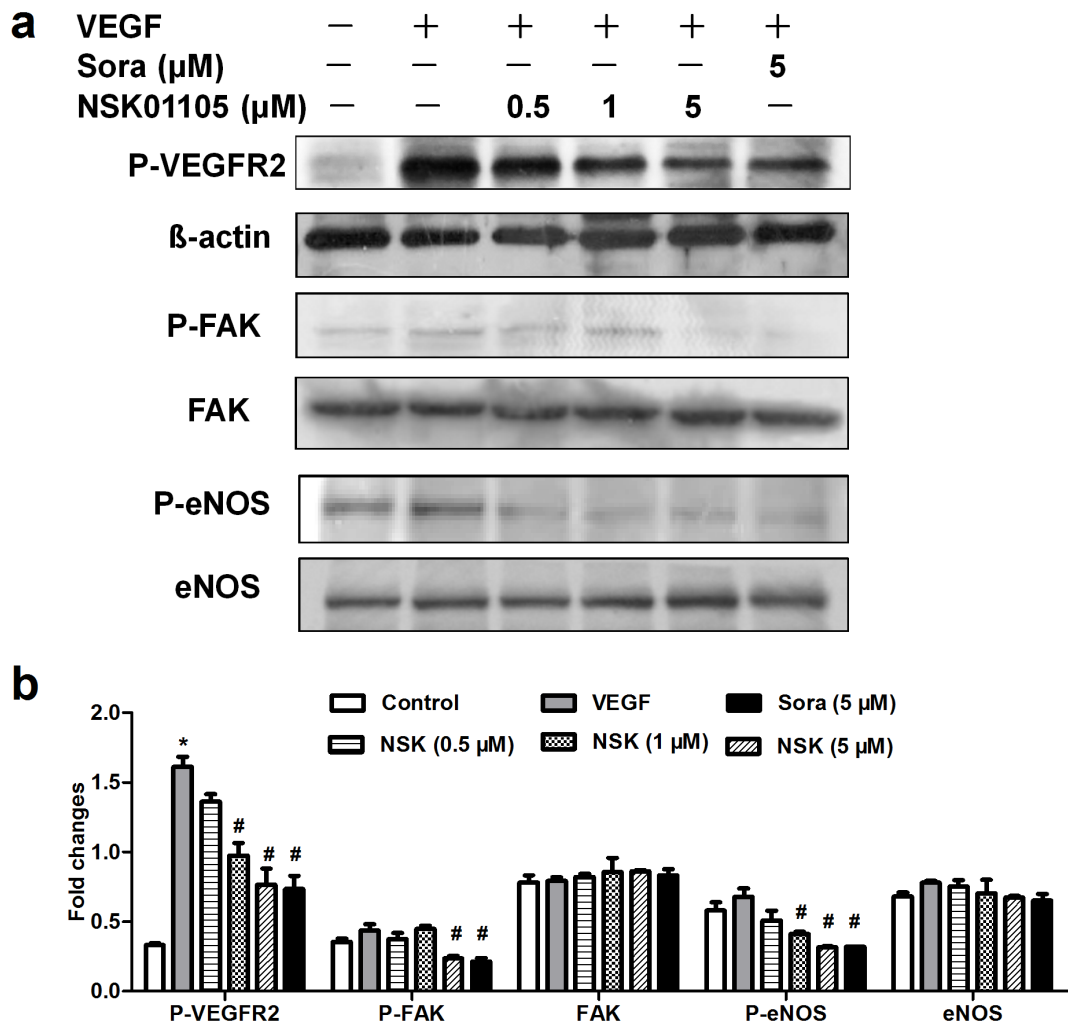 a
VEGF — + + + + +
Sora (μM) — — — — — 5
NSK01105 (μM) — — 0.5 1 5 —
P-VEGFR2
ß-actin
P-FAK
FAK
P-eNOS
eNOS
b
Control VEGF Sora (5 μM)
NSK (0.5 μM) NSK (1 μM) NSK (5 μM)
Fold changes
2.0
1.5
1.0
0.5
0.0
*
# # #
# #
# # #
P-VEGFR2 P-FAK FAK P-eNOS eNOS